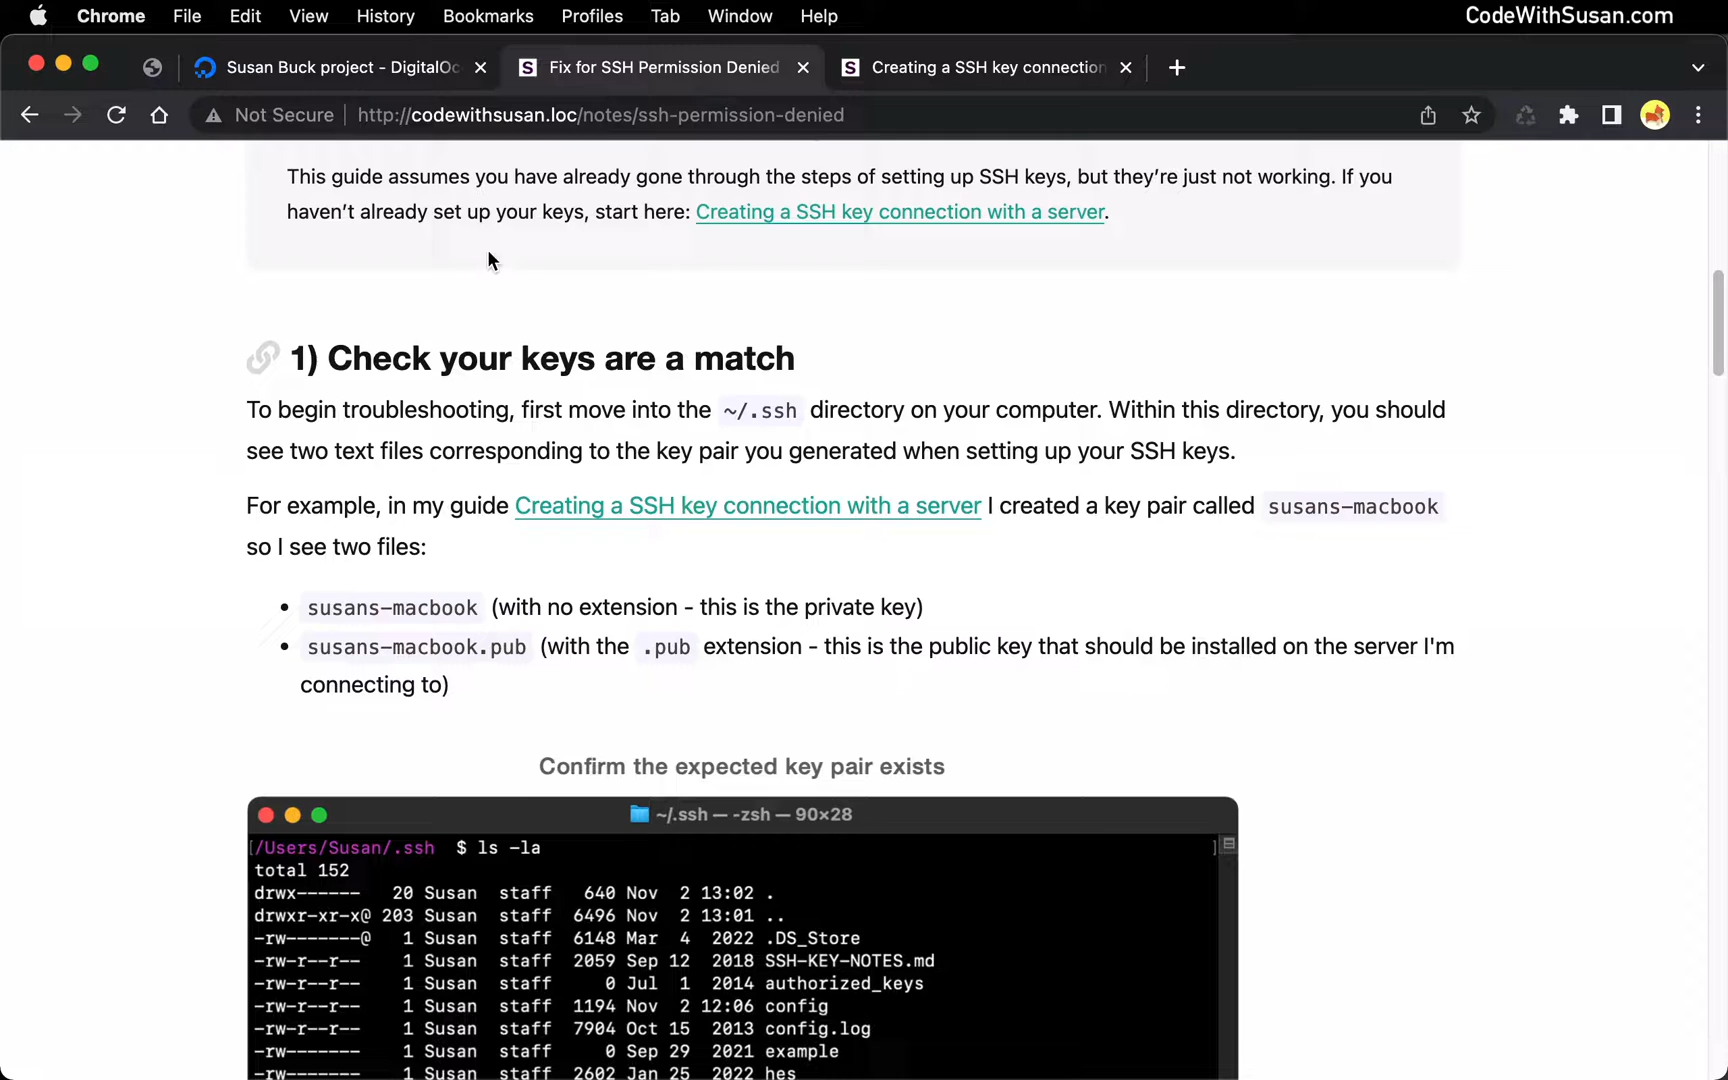 Chrome File Edit View History Bookmarks Profiles Tab Window Help CodeWithSusan.com
Susan Buck project - DigitalOc Fix for SSH Permission Denied Creating a SSH key connection
Not Secure http://codewithsusan.loc/notes/ssh-permission-denied
This guide assumes you have already gone through the steps of setting up SSH keys, but they’re just not working. If you
haven’t already set up your keys, start here: Creating a SSH key connection with a server.
1) Check your keys are a match
To begin troubleshooting, first move into the ~/.ssh directory on your computer. Within this directory, you should
see two text files corresponding to the key pair you generated when setting up your SSH keys.
For example, in my guide Creating a SSH key connection with a server I created a key pair called susans-macbook
so I see two files:
• susans-macbook (with no extension - this is the private key)
• susans-macbook.pub (with the .pub extension - this is the public key that should be installed on the server I'm
connecting to)
Confirm the expected key pair exists
~/.ssh — -zsh — 90×28
[/Users/Susan/.ssh $ ls -la ]
total 152
drwx------ 20 Susan staff 640 Nov 2 13:02 .
drwxr-xr-x@ 203 Susan staff 6496 Nov 2 13:01 ..
-rw-------@ 1 Susan staff 6148 Mar 4 2022 .DS_Store
-rw-r--r-- 1 Susan staff 2059 Sep 12 2018 SSH-KEY-NOTES.md
-rw-r--r-- 1 Susan staff 0 Jul 1 2014 authorized_keys
-rw-r--r-- 1 Susan staff 1194 Nov 2 12:06 config
-rw-r--r-- 1 Susan staff 7904 Oct 15 2013 config.log
-rw------- 1 Susan staff 0 Sep 29 2021 example
-rw------- 1 Susan staff 2602 Jan 25 2022 hes